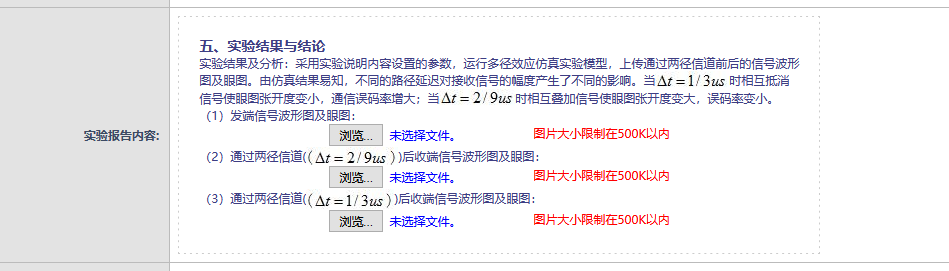 五、实验结果与结论
实验结果及分析：采用实验说明内容设置的参数，运行多径效应仿真实验模型，上传通过两径信道前后的信号波形
图及眼图。由仿真结果易知，不同的路径延迟对接收信号的幅度产生了不同的影响。当Δt=1/3us 时相互抵消
信号使眼图张开度变小，通信误码率增大；当Δt=2/9us 时相互叠加信号使眼图张开度变大，误码率变小。
实验报告内容:
（1）发端信号波形图及眼图：
浏览... 未选择文件。 图片大小限制在500K以内
（2）通过两径信道((Δt=2/9us))后收端信号波形图及眼图：
浏览... 未选择文件。 图片大小限制在500K以内
（3）通过两径信道((Δt=1/3us))后收端信号波形图及眼图：
浏览... 未选择文件。 图片大小限制在500K以内